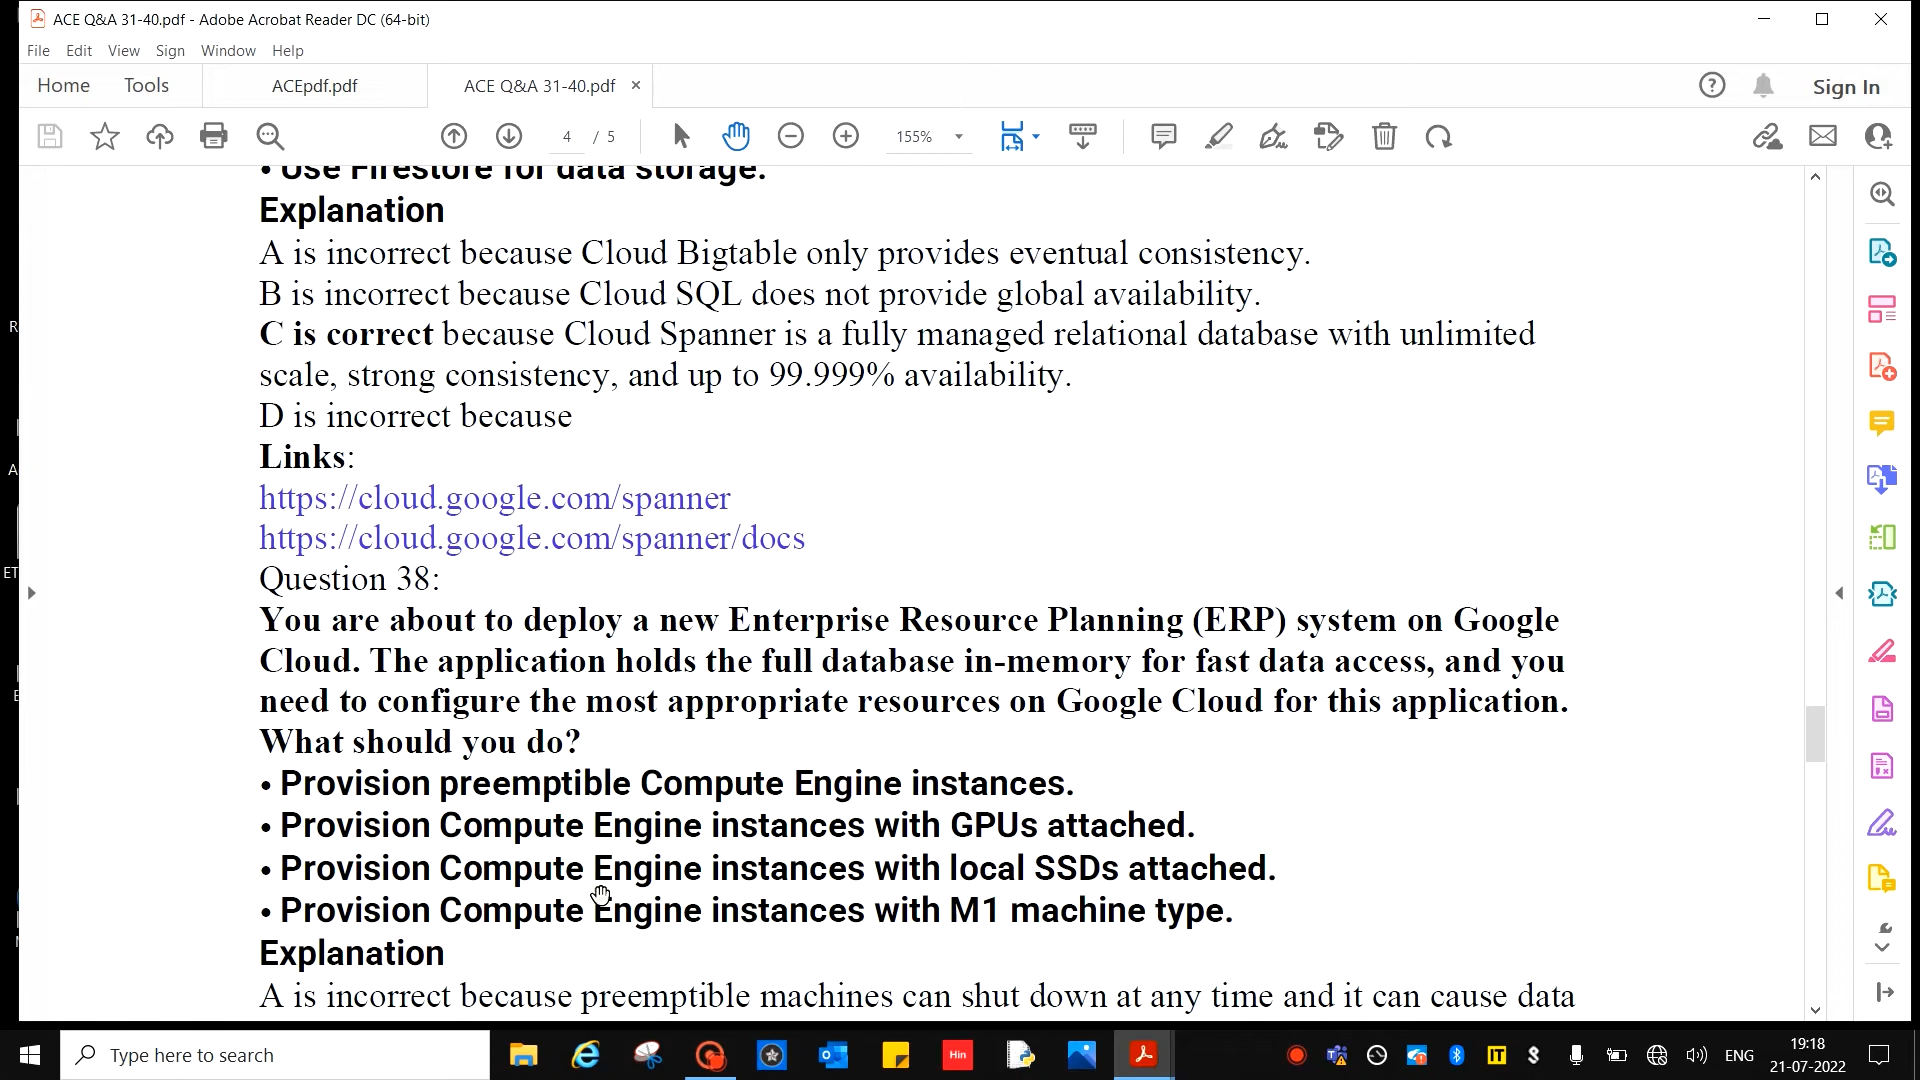 ACE Q&A 31-40.pdf - Adobe Acrobat Reader DC (64-bit)
File Edit View Sign Window Help
Home Tools ACEpdf.pdf ACE Q&A 31-40.pdf × Sign In
4 / 5 155%
• Use Firestore for data storage.
Explanation
A is incorrect because Cloud Bigtable only provides eventual consistency.
B is incorrect because Cloud SQL does not provide global availability.
C is correct because Cloud Spanner is a fully managed relational database with unlimited
scale, strong consistency, and up to 99.999% availability.
D is incorrect because
Links:
https://cloud.google.com/spanner
https://cloud.google.com/spanner/docs
Question 38:
You are about to deploy a new Enterprise Resource Planning (ERP) system on Google
Cloud. The application holds the full database in-memory for fast data access, and you
need to configure the most appropriate resources on Google Cloud for this application.
What should you do?
• Provision preemptible Compute Engine instances.
• Provision Compute Engine instances with GPUs attached.
• Provision Compute Engine instances with local SSDs attached.
• Provision Compute Engine instances with M1 machine type.
Explanation
A is incorrect because preemptible machines can shut down at any time and it can cause data
Type here to search
Hin
IT
ENG
19:18
21-07-2022